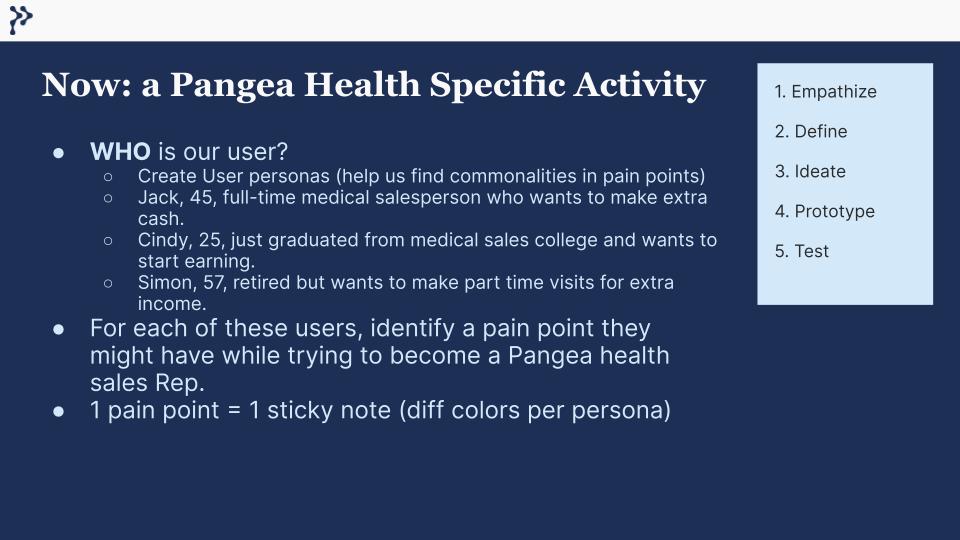 Now: a Pangea Health Specific Activity
● WHO is our user?
○ Create User personas (help us find commonalities in pain points)
○ Jack, 45, full-time medical salesperson who wants to make extra
cash.
○ Cindy, 25, just graduated from medical sales college and wants to
start earning.
○ Simon, 57, retired but wants to make part time visits for extra
income.
● For each of these users, identify a pain point they
might have while trying to become a Pangea health
sales Rep.
● 1 pain point = 1 sticky note (diff colors per persona)
1. Empathize
2. Define
3. Ideate
4. Prototype
5. Test